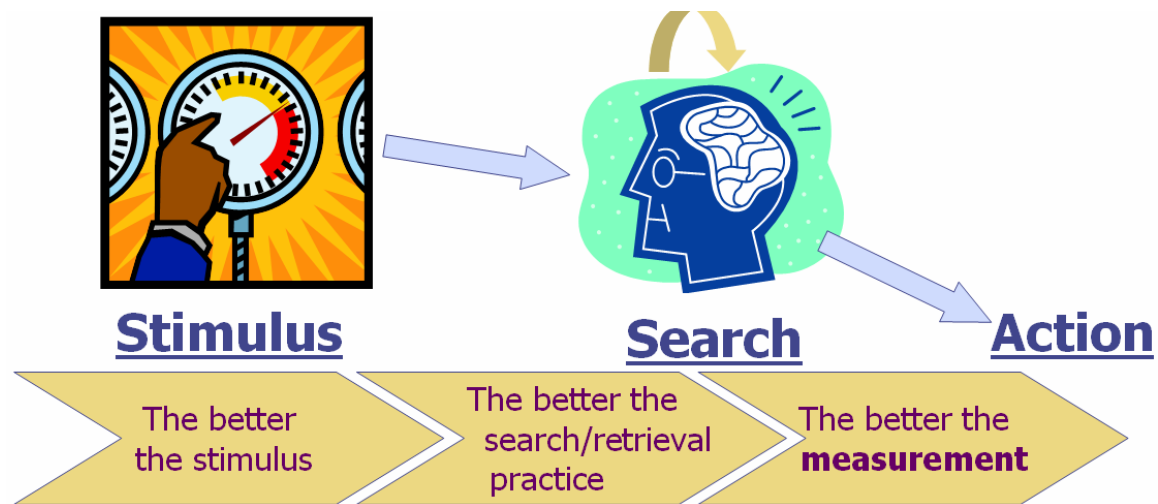 Stimulus
Search
Action
The better
the stimulus
The better the
search/retrieval
practice
The better the
measurement